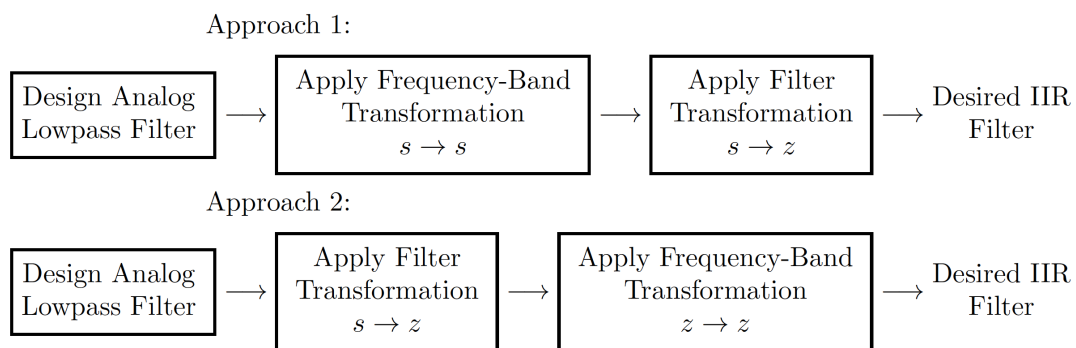 Approach 1:
Design Analog
Lowpass Filter
Apply Frequency-Band
Transformation
s → s
Apply Filter
Transformation
s → z
Desired IIR
Filter
Approach 2:
Design Analog
Lowpass Filter
Apply Filter
Transformation
s → z
Apply Frequency-Band
Transformation
z → z
Desired IIR
Filter